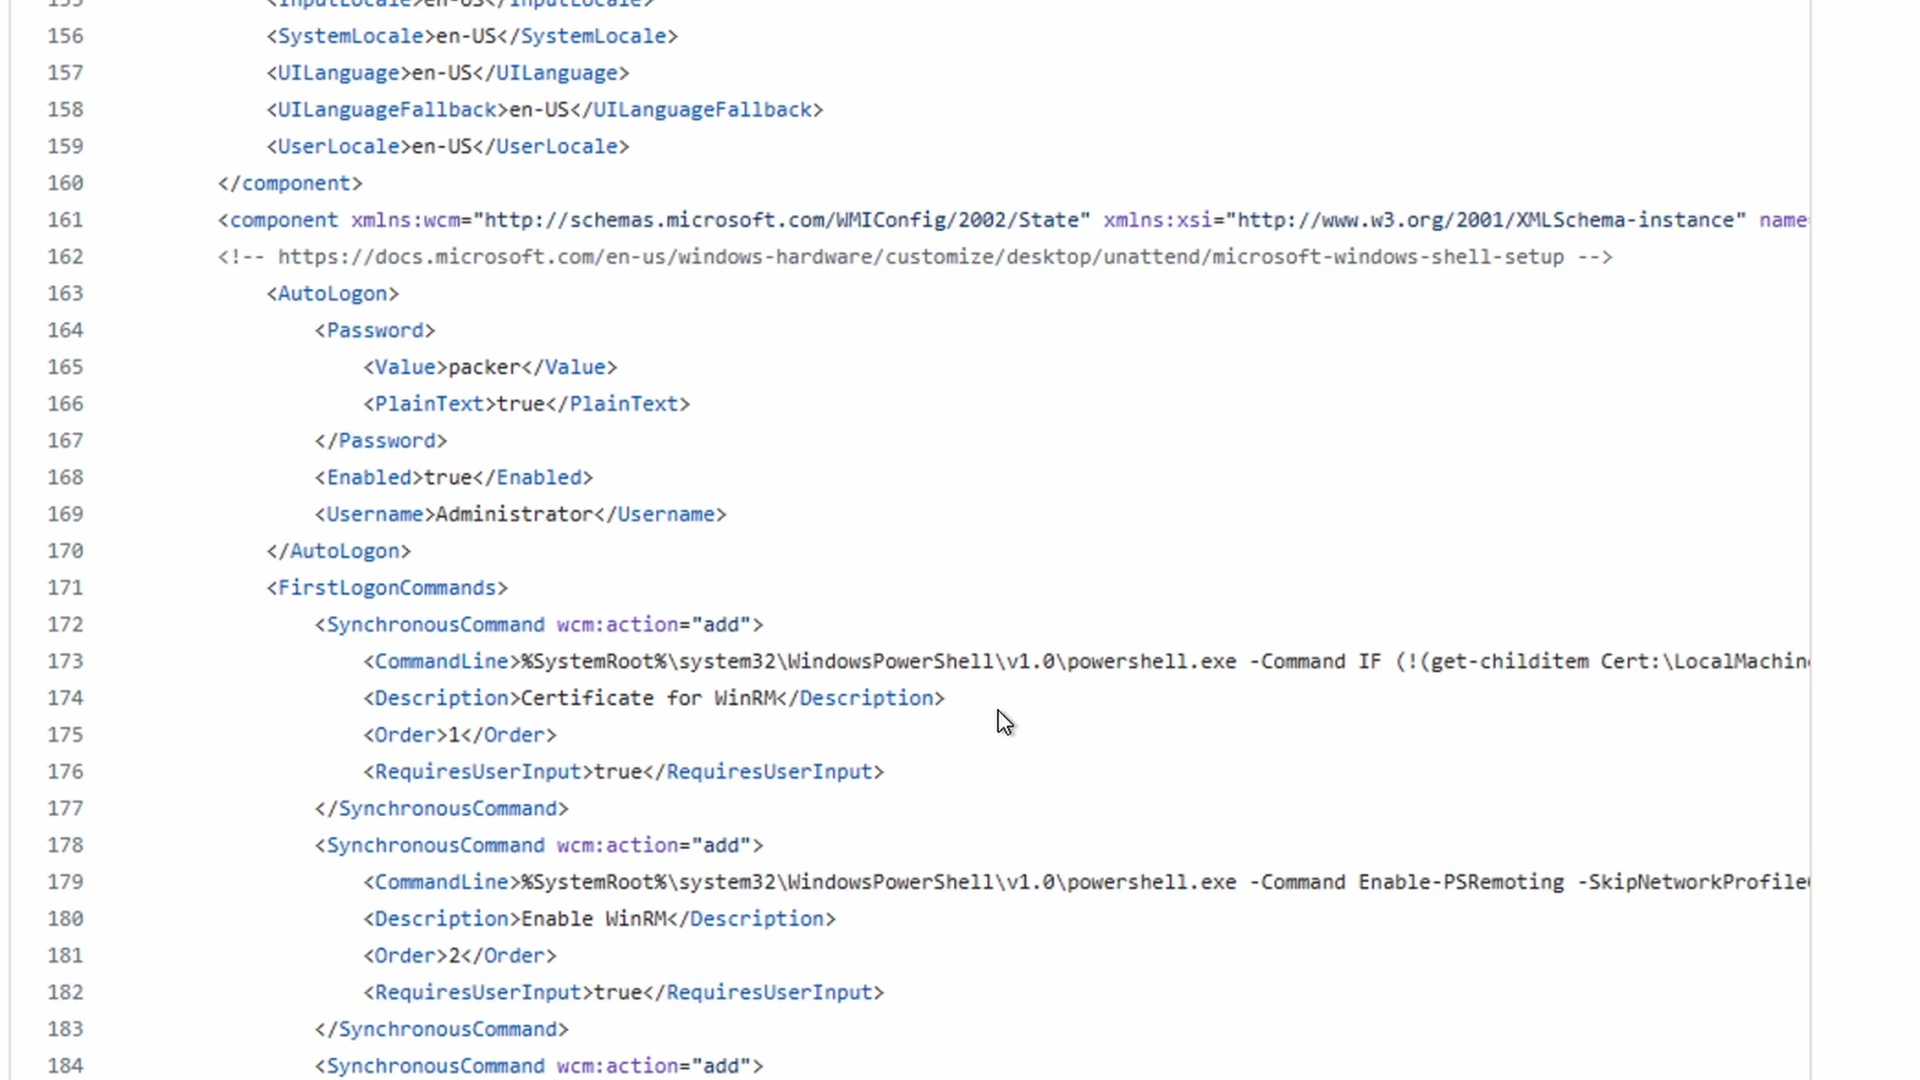 155 <InputLocale>en-US</InputLocale>
156 <SystemLocale>en-US</SystemLocale>
157 <UILanguage>en-US</UILanguage>
158 <UILanguageFallback>en-US</UILanguageFallback>
159 <UserLocale>en-US</UserLocale>
160 </component>
161 <component xmlns:wcm="http://schemas.microsoft.com/WMIConfig/2002/State" xmlns:xsi="http://www.w3.org/2001/XMLSchema-instance" name
162 <!-- https://docs.microsoft.com/en-us/windows-hardware/customize/desktop/unattend/microsoft-windows-shell-setup -->
163 <AutoLogon>
164 <Password>
165 <Value>packer</Value>
166 <PlainText>true</PlainText>
167 </Password>
168 <Enabled>true</Enabled>
169 <Username>Administrator</Username>
170 </AutoLogon>
171 <FirstLogonCommands>
172 <SynchronousCommand wcm:action="add">
173 <CommandLine>%SystemRoot%\system32\WindowsPowerShell\v1.0\powershell.exe -Command IF (!(get-childitem Cert:\LocalMachin
174 <Description>Certificate for WinRM</Description>
175 <Order>1</Order>
176 <RequiresUserInput>true</RequiresUserInput>
177 </SynchronousCommand>
178 <SynchronousCommand wcm:action="add">
179 <CommandLine>%SystemRoot%\system32\WindowsPowerShell\v1.0\powershell.exe -Command Enable-PSRemoting -SkipNetworkProfile
180 <Description>Enable WinRM</Description>
181 <Order>2</Order>
182 <RequiresUserInput>true</RequiresUserInput>
183 </SynchronousCommand>
184 <SynchronousCommand wcm:action="add">